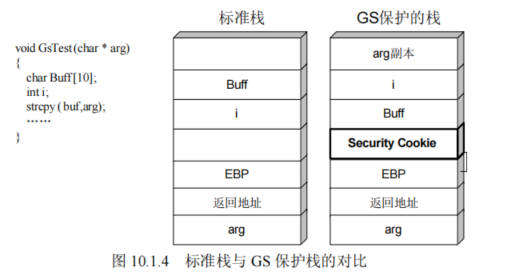 标准栈
GS保护的栈
void GsTest(char * arg)
{
char Buff[10];
int i;
strcpy ( buf,arg);
……
}
Buff
i
EBP
返回地址
arg
arg副本
i
Buff
Security Cookie
EBP
返回地址
arg
图 10.1.4 标准栈与 GS 保护栈的对比